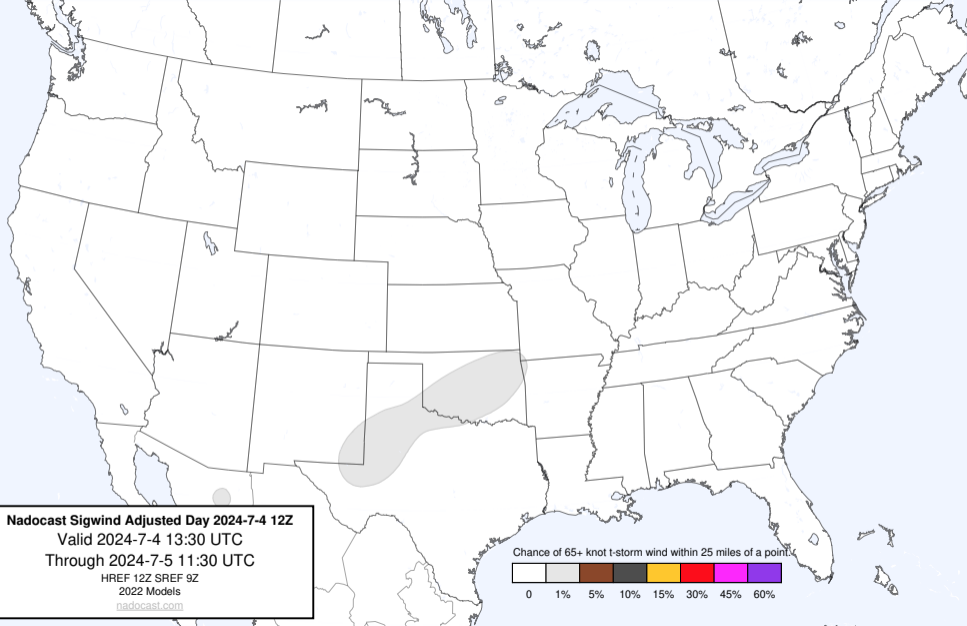 Nadocast Sigwind Adjusted Day 2024-7-4 12Z
Valid 2024-7-4 13:30 UTC
Through 2024-7-5 11:30 UTC
HREF 12Z SREF 9Z
2022 Models
nadocast.com
Chance of 65+ knot t-storm wind within 25 miles of a point.
0 1% 5% 10% 15% 30% 45% 60%